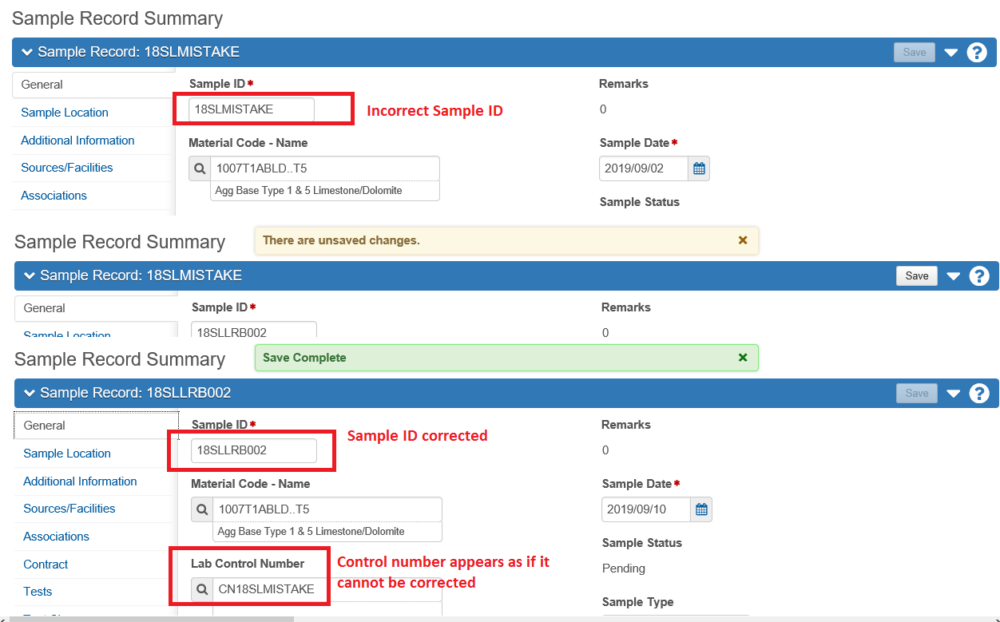 Sample Record Summary
Sample Record: 18SLMISTAKE
Save
?
General
Sample ID*
Remarks
18SLMISTAKE
Incorrect Sample ID
0
Sample Location
Additional Information
Material Code - Name
Sample Date*
Sources/Facilities
1007T1ABLD..T5
2019/09/02
Agg Base Type 1 & 5 Limestone/Dolomite
Associations
Sample Status
Sample Record Summary
There are unsaved changes.
×
Sample Record: 18SLMISTAKE
Save
?
General
Sample ID*
Remarks
Sample Location
18SLLRB002
0
Sample Record Summary
Save Complete
×
Sample Record: 18SLLRB002
Save
?
General
Sample ID*
Remarks
Sample ID corrected
18SLLRB002
0
Sample Location
Additional Information
Material Code - Name
Sample Date*
Sources/Facilities
1007T1ABLD..T5
2019/09/10
Agg Base Type 1 & 5 Limestone/Dolomite
Associations
Sample Status
Contract
Lab Control Number
Control number appears as if it
cannot be corrected
Pending
Tests
CN18SLMISTAKE
Sample Type